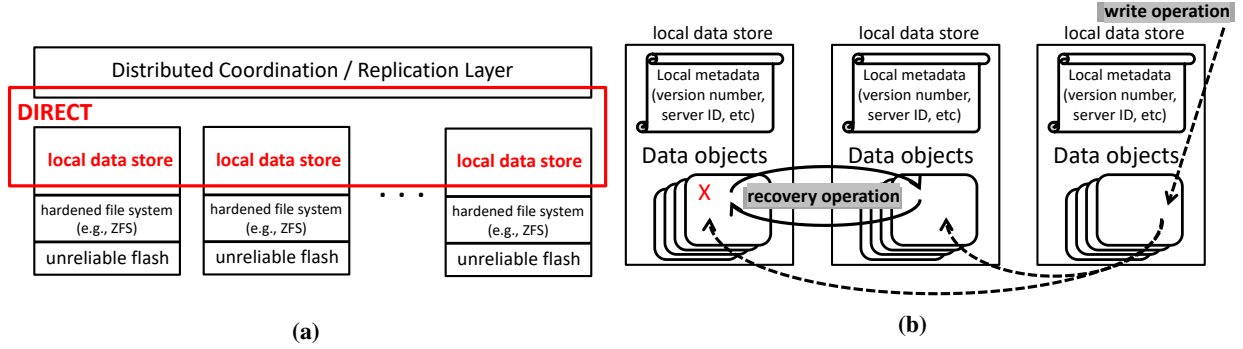 Distributed Coordination / Replication Layer
DIRECT
local data store
local data store
. . .
local data store
hardened file system
(e.g., ZFS)
hardened file system
(e.g., ZFS)
hardened file system
(e.g., ZFS)
unreliable flash
unreliable flash
unreliable flash
(a)
write operation
local data store
local data store
local data store
Local metadata
(version number,
server ID, etc)
Local metadata
(version number,
server ID, etc)
Local metadata
(version number,
server ID, etc)
Data objects
Data objects
Data objects
X
recovery operation
(b)